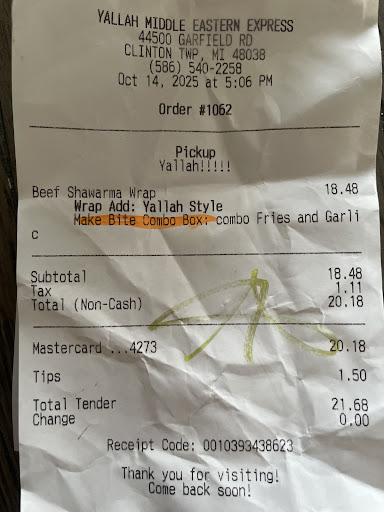 YALLAH MIDDLE EASTERN EXPRESS
44500 GARFIELD RD
CLINTON TWP, MI 48038
(586) 540-2258
Oct 14, 2025 at 5:06 PM
Order #1062
Pickup
Yallah!!!!!
Beef Shawarma Wrap 18.48
Wrap Add: Yallah Style
Make Bite Combo Box: combo Fries and Garli
c
Subtotal 18.48
Tax 1.11
Total (Non-Cash) 20.18
Mastercard ...4273 20.18
Tips 1.50
Total Tender 21.68
Change 0.00
Receipt Code: 0010393438623
Thank you for visiting!
Come back soon!